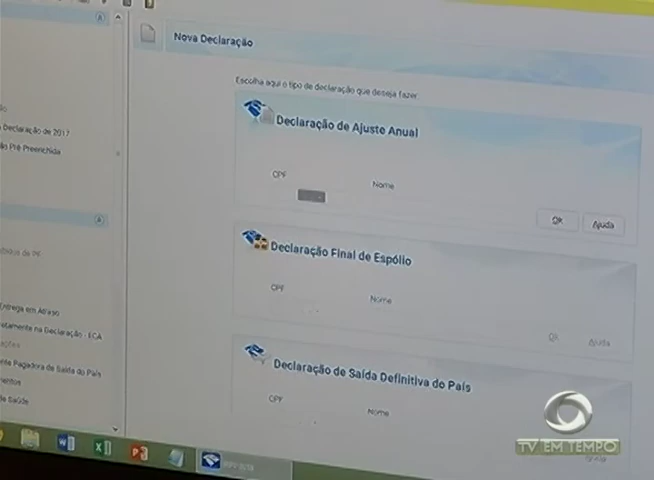 Nova Declaração
Escolha aqui o tipo de declaração que deseja fazer:
Declaração de 2017
Pré Preenchida
Declaração de Ajuste Anual
CPF
Nome
Ok
Ajuda
Declaração Final de Espólio
CPF
Nome
Ok
Ajuda
Entrega em Atraso
na Declaração - ECA
Pagadora de Saída do País
Saúde
Declaração de Saída Definitiva do País
CPF
Nome
TV EM TEMPO